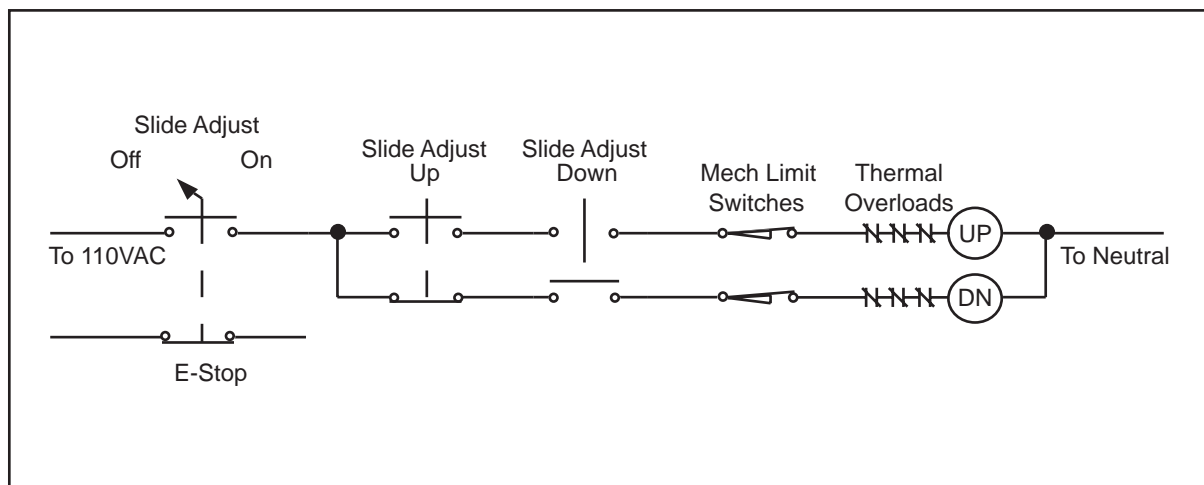 Slide Adjust
Off On
Slide Adjust
Up
Slide Adjust
Down
Mech Limit
Switches
Thermal
Overloads
To 110VAC
UP
To Neutral
DN
E-Stop